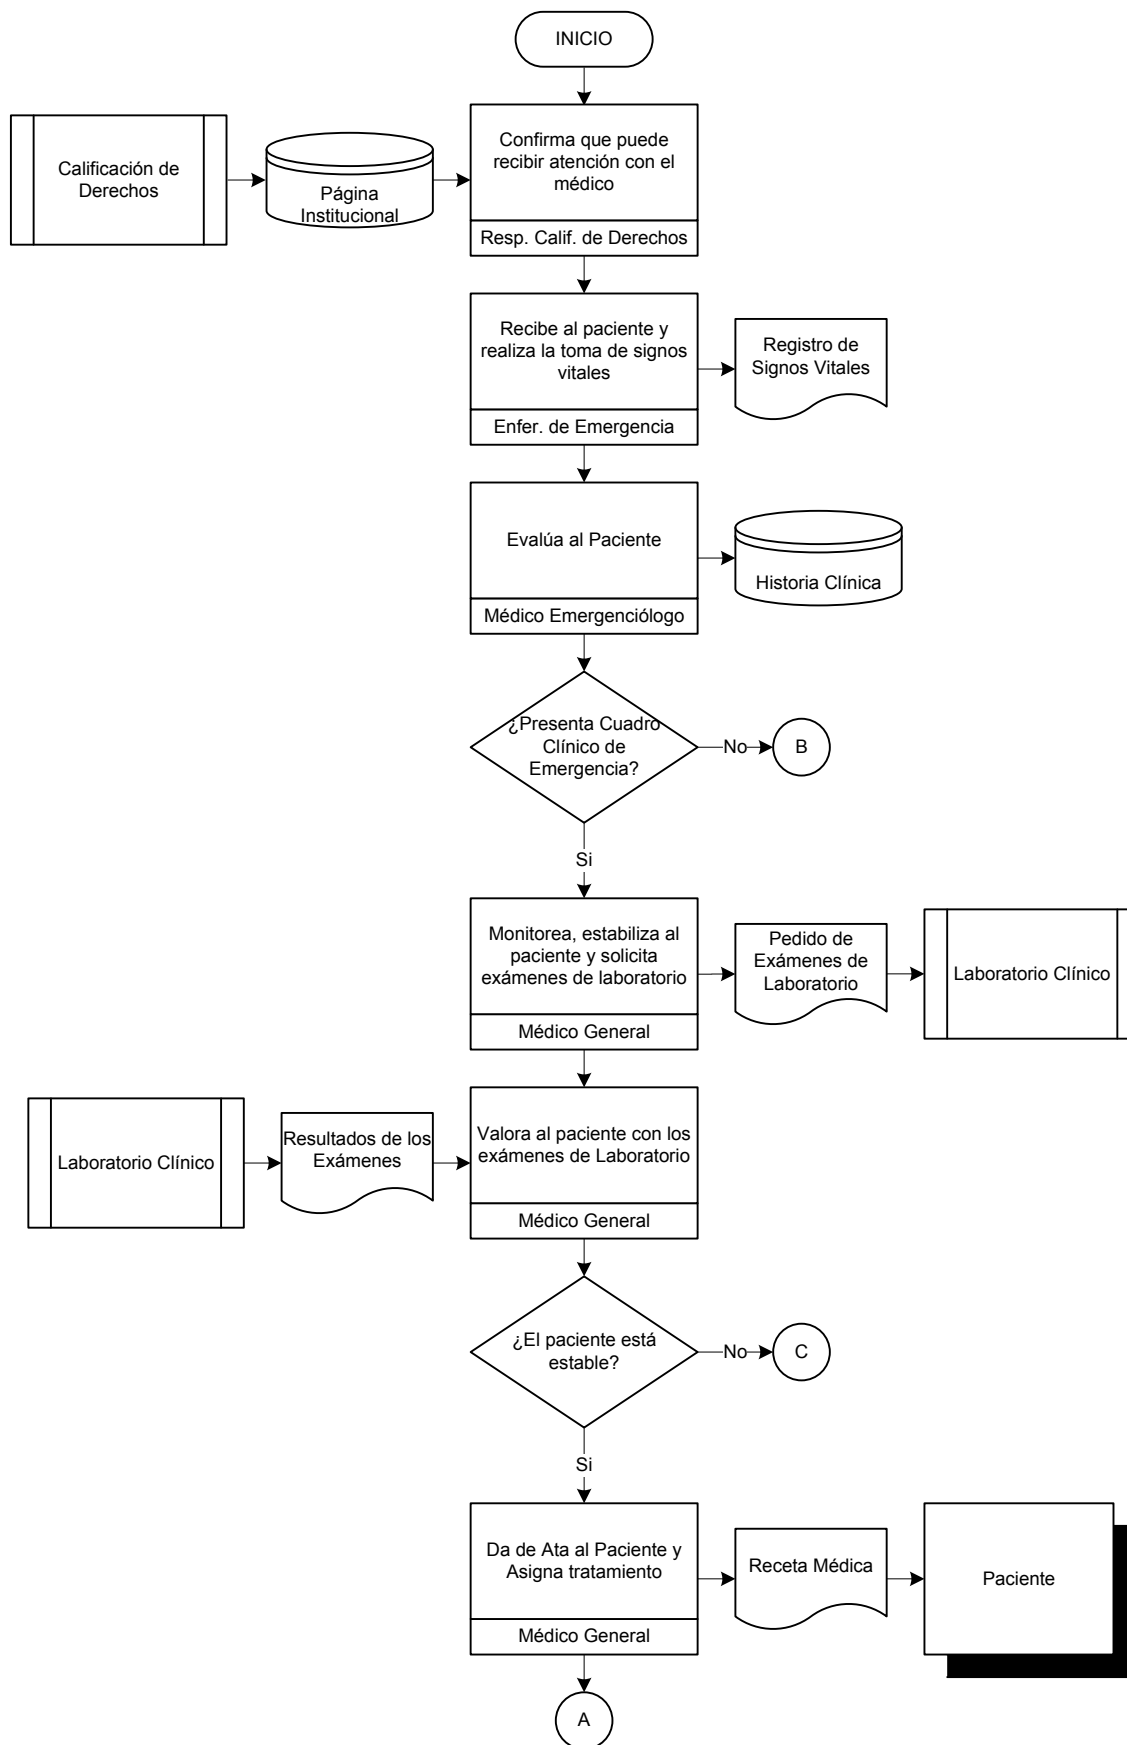 INICIO
Confirma que puede
recibir atención con el
médico
Resp. Calif. de Derechos
Calificación de
Derechos
Página
Institucional
Recibe al paciente y
realiza la toma de signos
vitales
Enfer. de Emergencia
Registro de
Signos Vitales
Evalúa al Paciente
Médico Emergenciólogo
Historia Clínica
¿Presenta Cuadro
Clínico de
Emergencia?
No
B
Si
Monitorea, estabiliza al
paciente y solicita
exámenes de laboratorio
Médico General
Pedido de
Exámenes de
Laboratorio
Laboratorio Clínico
Laboratorio Clínico
Resultados de los
Exámenes
Valora al paciente con los
exámenes de Laboratorio
Médico General
¿El paciente está
estable?
No
C
Si
Da de Ata al Paciente y
Asigna tratamiento
Médico General
Receta Médica
Paciente
A